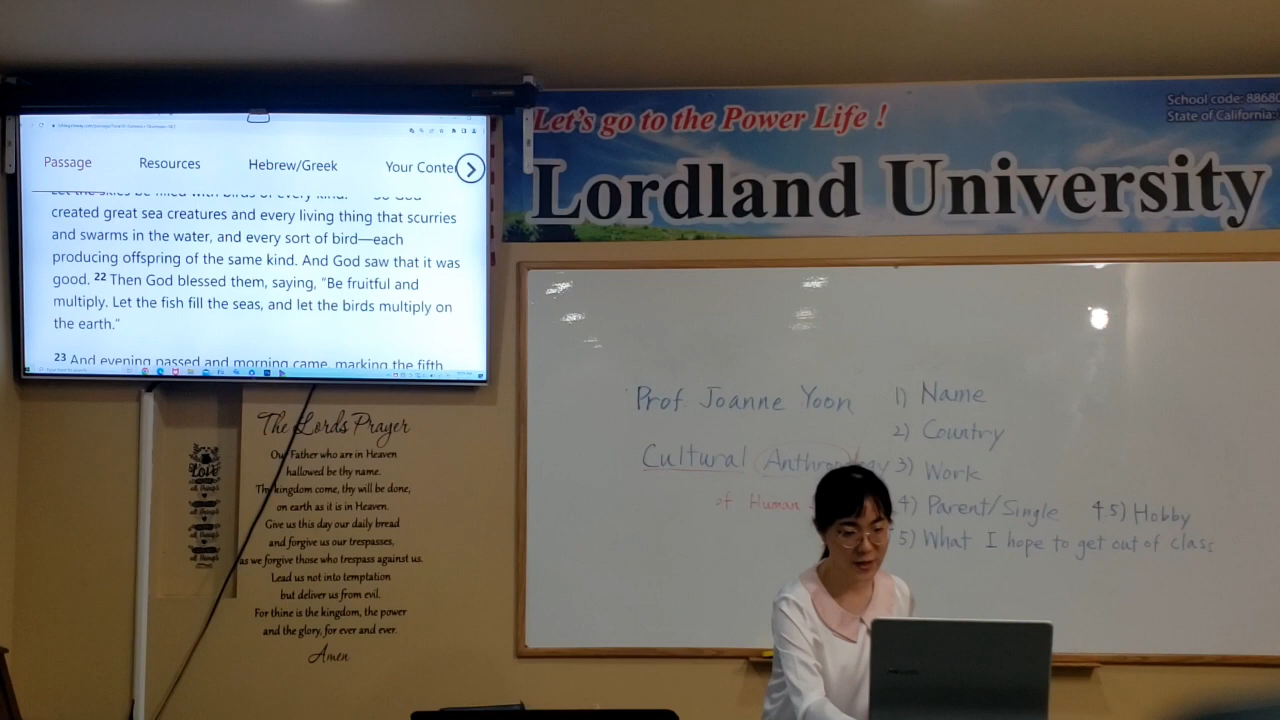 Passage Resources Hebrew/Greek Your Conte
created great sea creatures and every living thing that scurries
and swarms in the water, and every sort of bird—each
producing offspring of the same kind. And God saw that it was
good. 22 Then God blessed them, saying, "Be fruitful and
multiply. Let the fish fill the seas, and let the birds multiply on
the earth."
23 And evening passed and morning came, marking the fifth
Let's go to the Power Life !
School code: 88680
State of California:
Lordland University
The Lords Prayer
Our Father who are in Heaven
hallowed be thy name.
Thy kingdom come, thy will be done,
on earth as it is in Heaven.
Give us this day our daily bread
and forgive us our trespasses,
as we forgive those who trespass against us.
Lead us not into temptation
but deliver us from evil.
For thine is the kingdom, the power
and the glory, for ever and ever.
Amen
LOVE
all things
all things
all things
Prof. Joanne Yoon
Cultural
of Human
1) Name
2) Country
3) Work
4) Parent/Single 4.5) Hobby
5) What I hope to get out of class